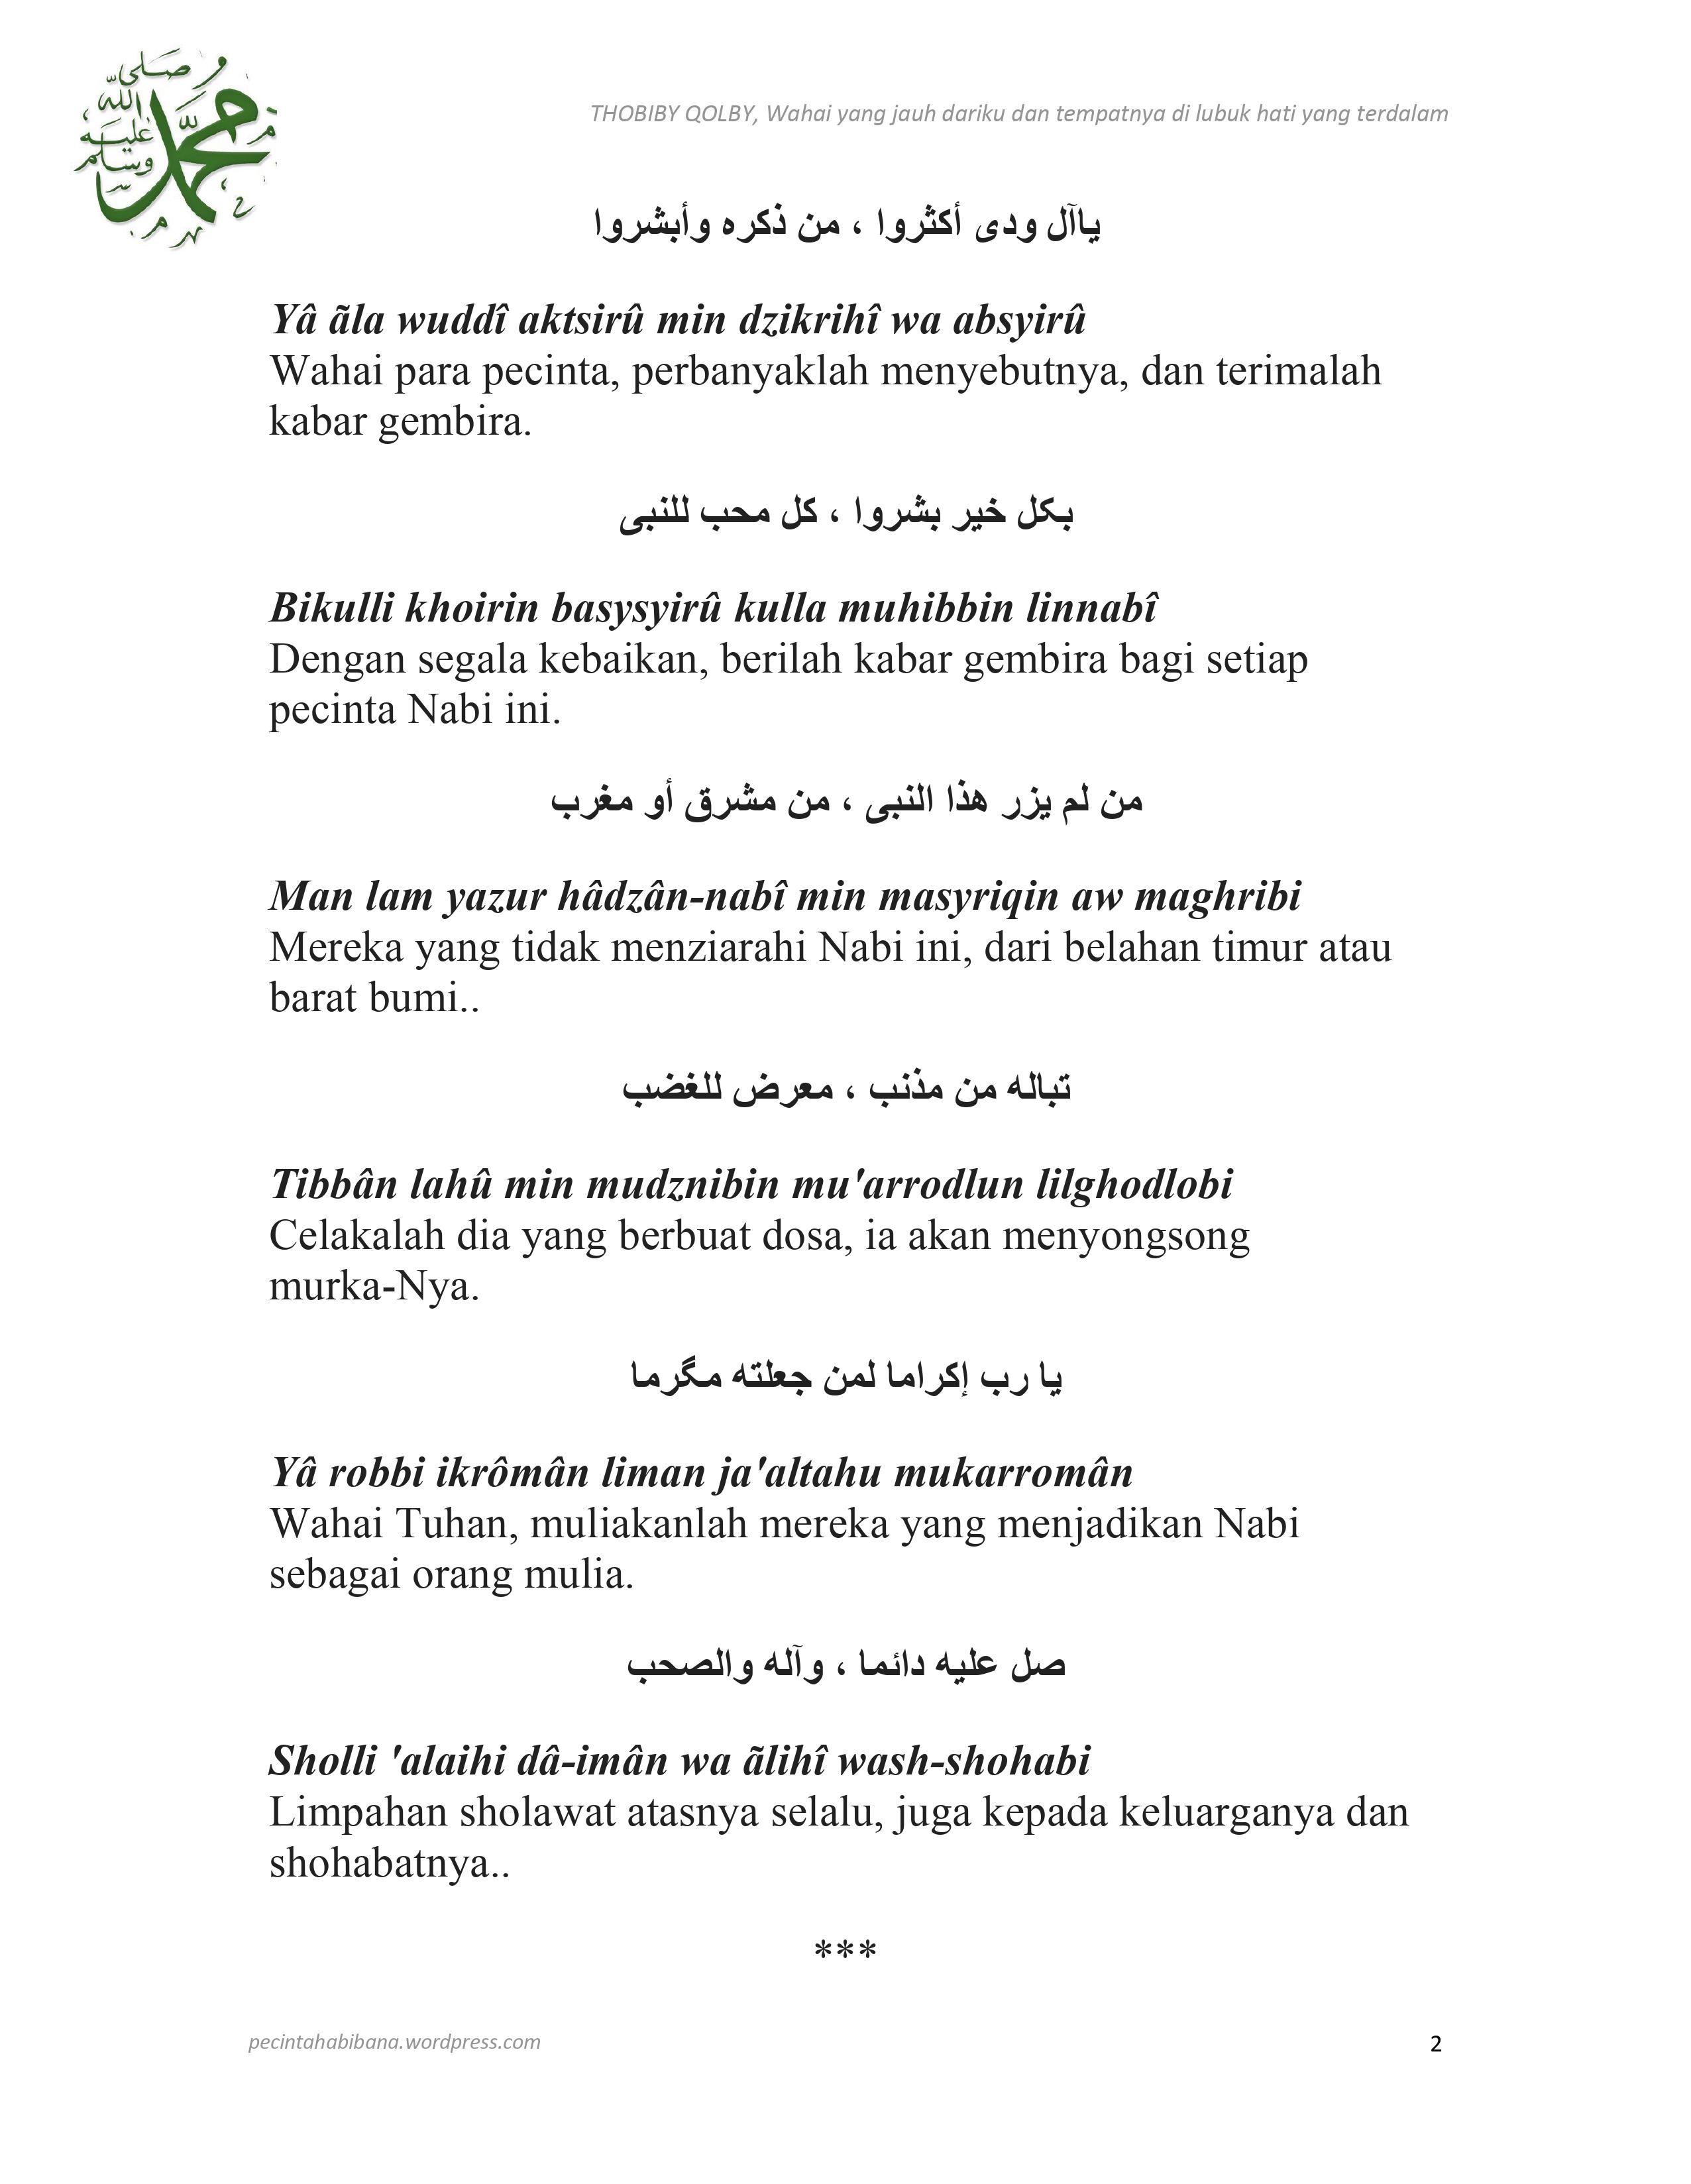 صلى الله عليه وسلم محمد
THOBIBY QOLBY, Wahai yang jauh dariku dan tempatnya di lubuk hati yang terdalam
ياآل ودى أكثروا ، من ذكره وأبشروا
Yâ ãla wuddî aktsirû min dzikrihî wa absyirû
Wahai para pecinta, perbanyaklah menyebutnya, dan terimalah
kabar gembira.
بكل خير بشروا ، كل محب للنبى
Bikulli khoirin basysyirû kulla muhibbin linnabî
Dengan segala kebaikan, berilah kabar gembira bagi setiap
pecinta Nabi ini.
من لم يزر هذا النبى ، من مشرق أو مغرب
Man lam yazur hâdzân-nabî min masyriqin aw maghribi
Mereka yang tidak menziarahi Nabi ini, dari belahan timur atau
barat bumi..
تباله من مذنب ، معرض للغضب
Tibbân lahû min mudznibin mu'arrodlun lilghodlobi
Celakalah dia yang berbuat dosa, ia akan menyongsong
murka-Nya.
يا رب إكراما لمن جعلته مگرما
Yâ robbi ikrômân liman ja'altahu mukarromân
Wahai Tuhan, muliakanlah mereka yang menjadikan Nabi
sebagai orang mulia.
صل عليه دائما ، وآله والصحب
Sholli 'alaihi dâ-imân wa ãlihî wash-shohabi
Limpahan sholawat atasnya selalu, juga kepada keluarganya dan
shohabatnya..
***
pecintahabibana.wordpress.com
2